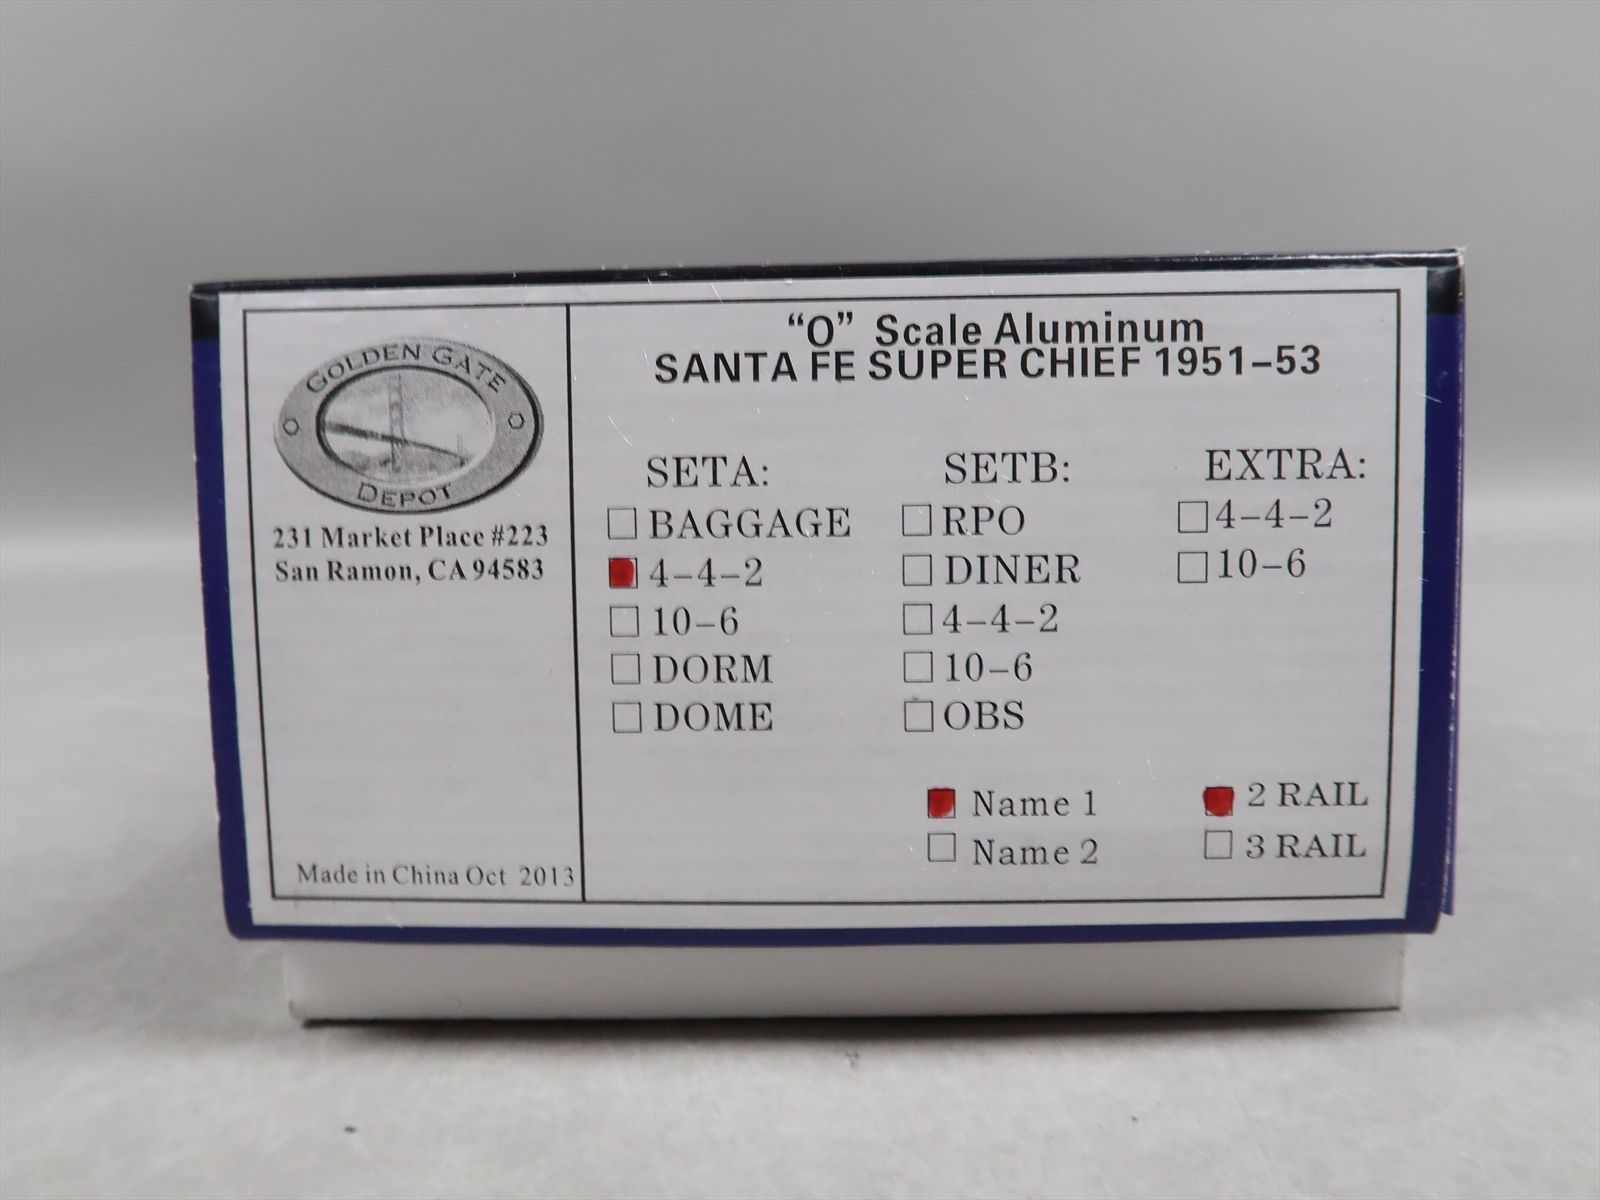 GOLDEN GATE
DEPOT
231 Market Place #223
San Ramon, CA 94583
Made in China Oct 2013
“O” Scale Aluminum
SANTA FE SUPER CHIEF 1951-53
SETA:
BAGGAGE
4-4-2
10-6
DORM
DOME
SETB:
RPO
DINER
4-4-2
10-6
OBS
EXTRA:
4-4-2
10-6
Name 1
Name 2
2 RAIL
3 RAIL